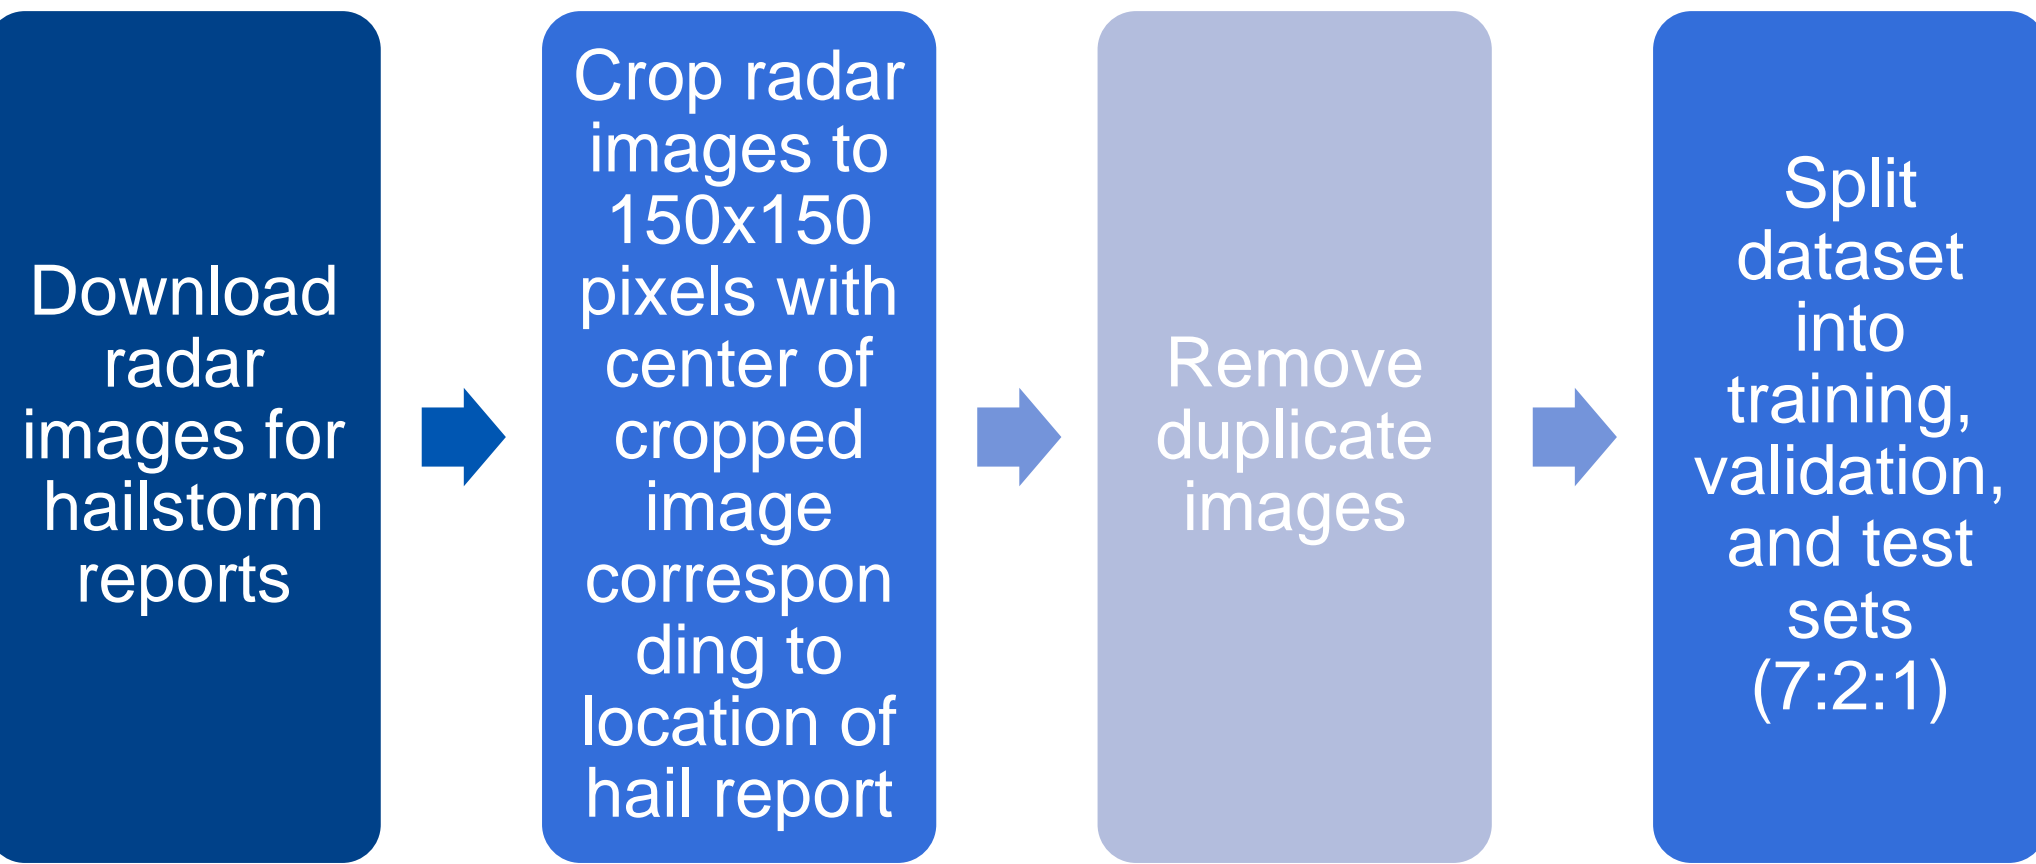 Download
radar
images for
hailstorm
reports
Crop radar
images to
150x150
pixels with
center of
cropped
image
correspon
ding to
location of
hail report
Remove
duplicate
images
Split
dataset
into
training,
validation,
and test
sets
(7:2:1)